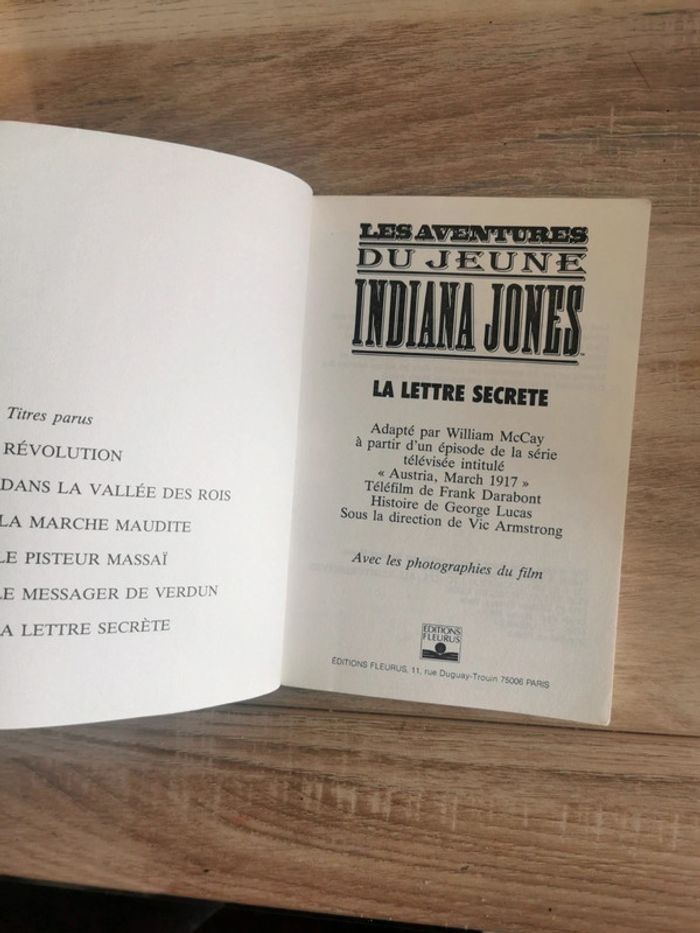 Titres parus
RÉVOLUTION
DANS LA VALLÉE DES ROIS
LA MARCHE MAUDITE
LE PISTEUR MASSAÏ
LE MESSAGER DE VERDUN
LA LETTRE SECRÈTE
LES AVENTURES
DU JEUNE
INDIANA JONES
LA LETTRE SECRETE
Adapté par William McCay
à partir d'un épisode de la série
télévisée intitulé
« Austria, March 1917 »
Téléfilm de Frank Darabont
Histoire de George Lucas
Sous la direction de Vic Armstrong
Avec les photographies du film
EDITIONS
FLEURUS
ÉDITIONS FLEURUS, 11, rue Duguay-Trouin 75006 PARIS